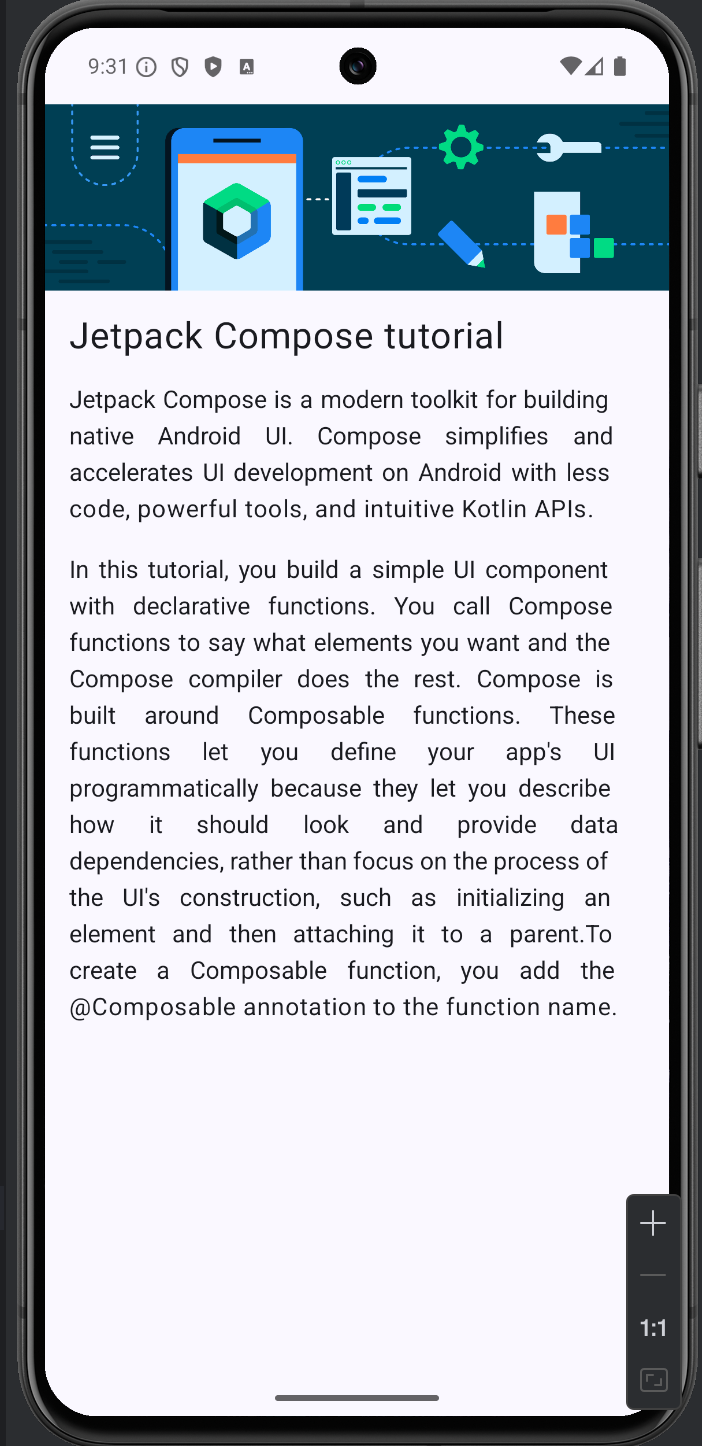 9:31
Jetpack Compose tutorial
Jetpack Compose is a modern toolkit for building
native Android UI. Compose simplifies and
accelerates UI development on Android with less
code, powerful tools, and intuitive Kotlin APIs.
In this tutorial, you build a simple UI component
with declarative functions. You call Compose
functions to say what elements you want and the
Compose compiler does the rest. Compose is
built around Composable functions. These
functions let you define your app's UI
programmatically because they let you describe
how it should look and provide data
dependencies, rather than focus on the process of
the UI's construction, such as initializing an
element and then attaching it to a parent.To
create a Composable function, you add the
@Composable annotation to the function name.
1:1